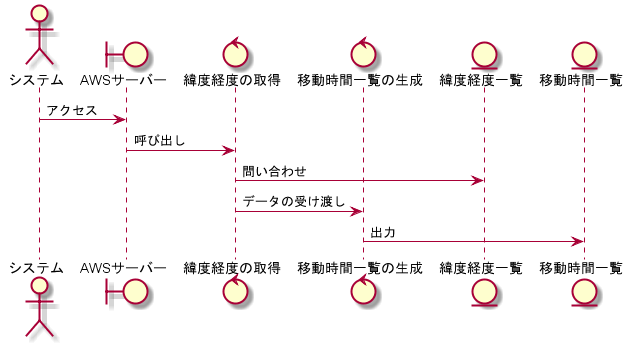 システム AWSサーバー 緯度経度の取得 移動時間一覧の生成 緯度経度一覧 移動時間一覧
アクセス
呼び出し
問い合わせ
データの受け渡し
出力
システム AWSサーバー 緯度経度の取得 移動時間一覧の生成 緯度経度一覧 移動時間一覧